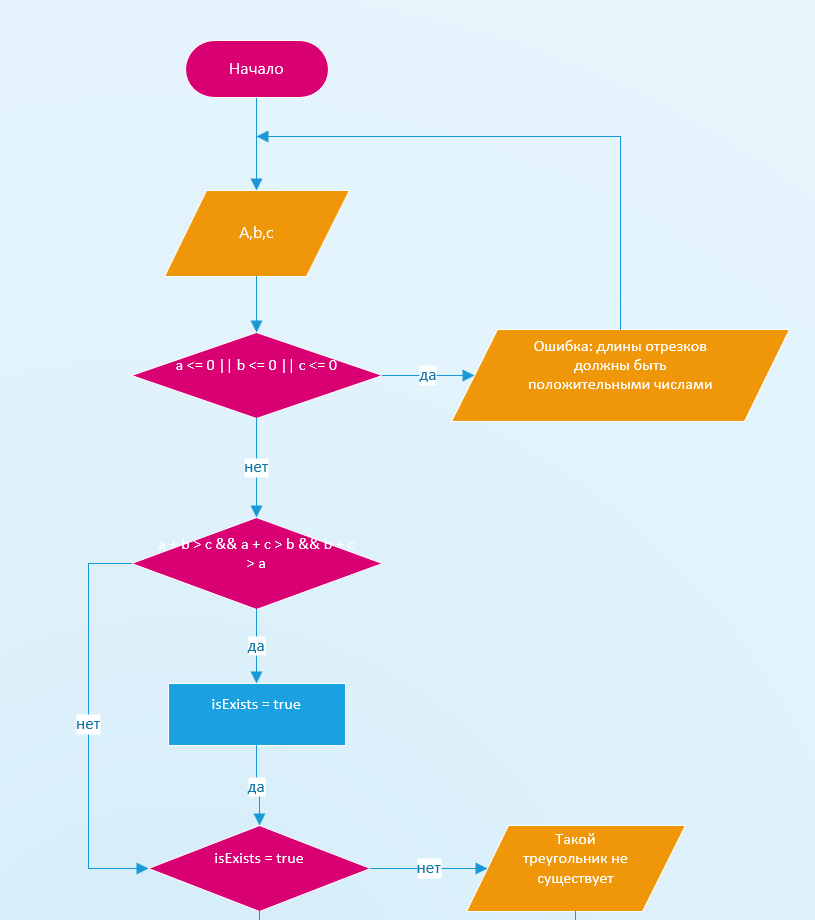 Начало
A,b,c
a <= 0 || b <= 0 || c <= 0
да
Ошибка: длины отрезков
должны быть
положительными числами
нет
a + b > c && a + c > b && b + c
> a
да
isExists = true
нет
да
isExists = true
нет
Такой
треугольник не
существует